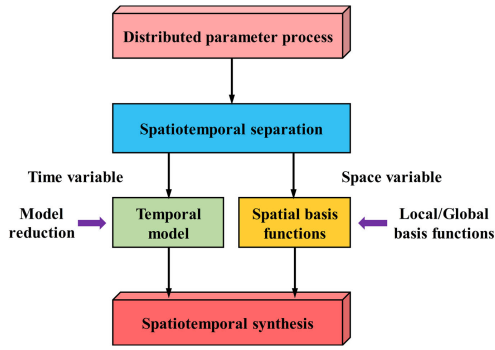 Distributed parameter process
Spatiotemporal separation
Time variable
Space variable
Model
reduction
Temporal
model
Spatial basis
functions
Local/Global
basis functions
Spatiotemporal synthesis